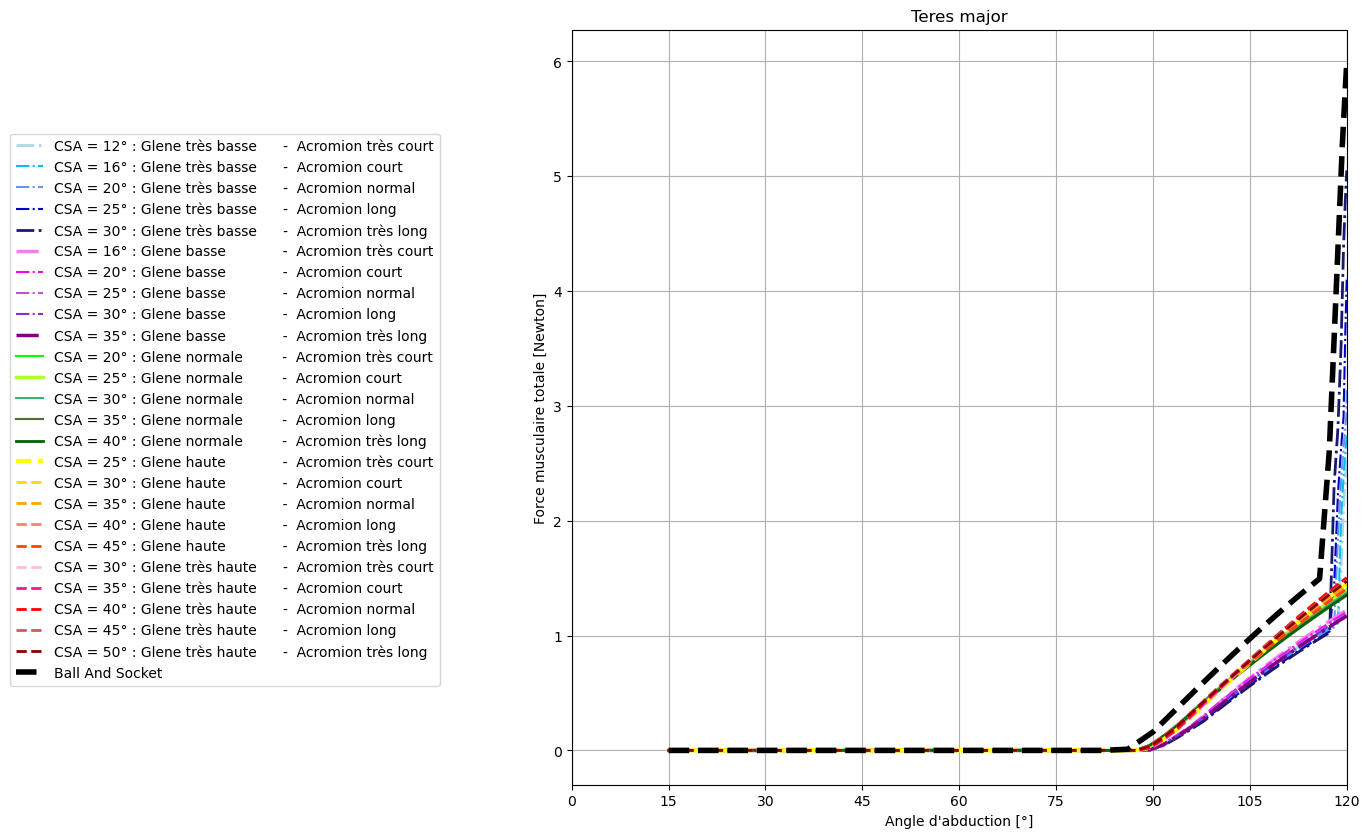 Teres major
CSA = 12° : Glene très basse - Acromion très court
CSA = 16° : Glene très basse - Acromion court
CSA = 20° : Glene très basse - Acromion normal
CSA = 25° : Glene très basse - Acromion long
CSA = 30° : Glene très basse - Acromion très long
CSA = 16° : Glene basse - Acromion très court
CSA = 20° : Glene basse - Acromion court
CSA = 25° : Glene basse - Acromion normal
CSA = 30° : Glene basse - Acromion long
CSA = 35° : Glene basse - Acromion très long
CSA = 20° : Glene normale - Acromion très court
CSA = 25° : Glene normale - Acromion court
CSA = 30° : Glene normale - Acromion normal
CSA = 35° : Glene normale - Acromion long
CSA = 40° : Glene normale - Acromion très long
CSA = 25° : Glene haute - Acromion très court
CSA = 30° : Glene haute - Acromion court
CSA = 35° : Glene haute - Acromion normal
CSA = 40° : Glene haute - Acromion long
CSA = 45° : Glene haute - Acromion très long
CSA = 30° : Glene très haute - Acromion très court
CSA = 35° : Glene très haute - Acromion court
CSA = 40° : Glene très haute - Acromion normal
CSA = 45° : Glene très haute - Acromion long
CSA = 50° : Glene très haute - Acromion très long
Ball And Socket
Force musculaire totale [Newton]
6
5
4
3
2
1
0
0 15 30 45 60 75 90 105 120
Angle d'abduction [°]